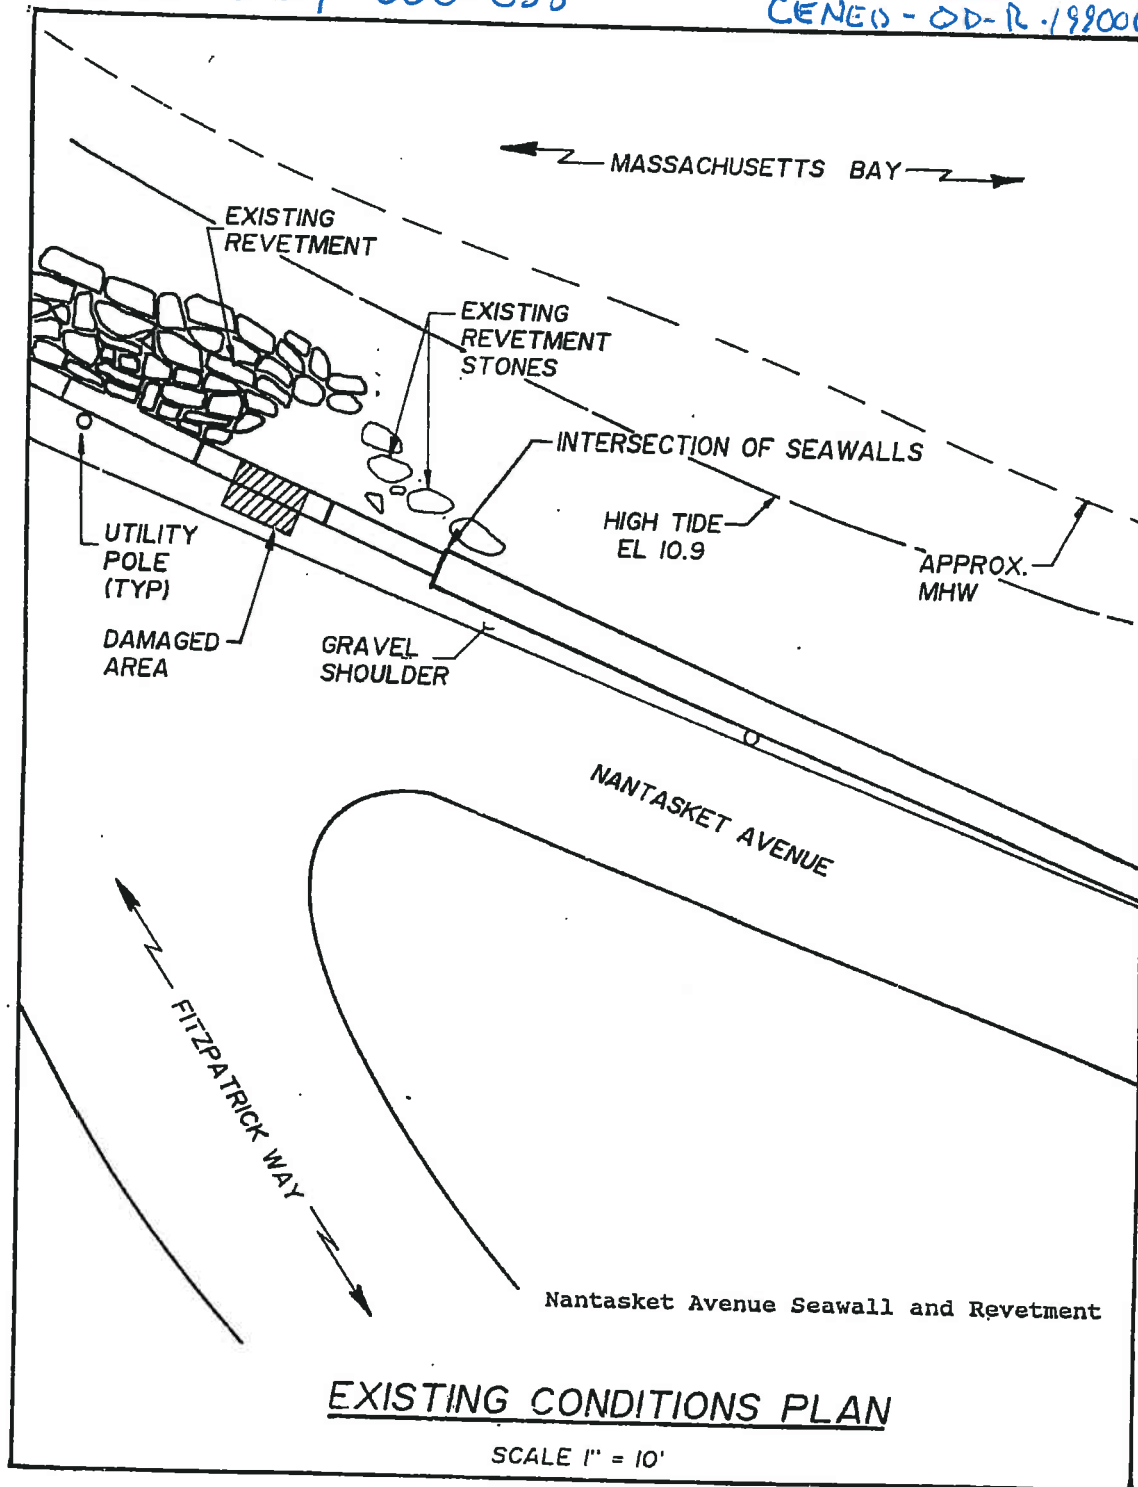 CENED-OD-R-199000
MASSACHUSETTS BAY
EXISTING
REVETMENT
EXISTING
REVETMENT
STONES
INTERSECTION OF SEAWALLS
HIGH TIDE
EL 10.9
APPROX.
MHW
UTILITY
POLE
(TYP)
DAMAGED
AREA
GRAVEL
SHOULDER
NANTASKET AVENUE
FITZPATRICK WAY
Nantasket Avenue Seawall and Revetment
EXISTING CONDITIONS PLAN
SCALE 1" = 10'